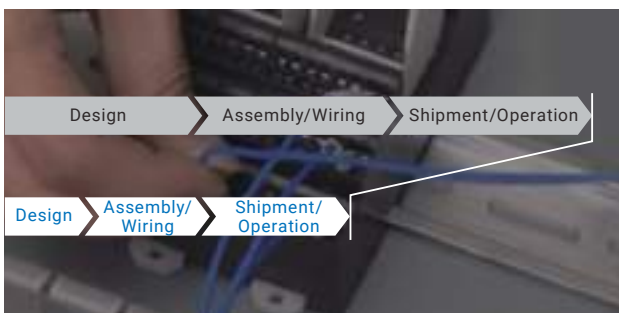 Design
Assembly/Wiring
Shipment/Operation
Design
Assembly/
Wiring
Shipment/
Operation